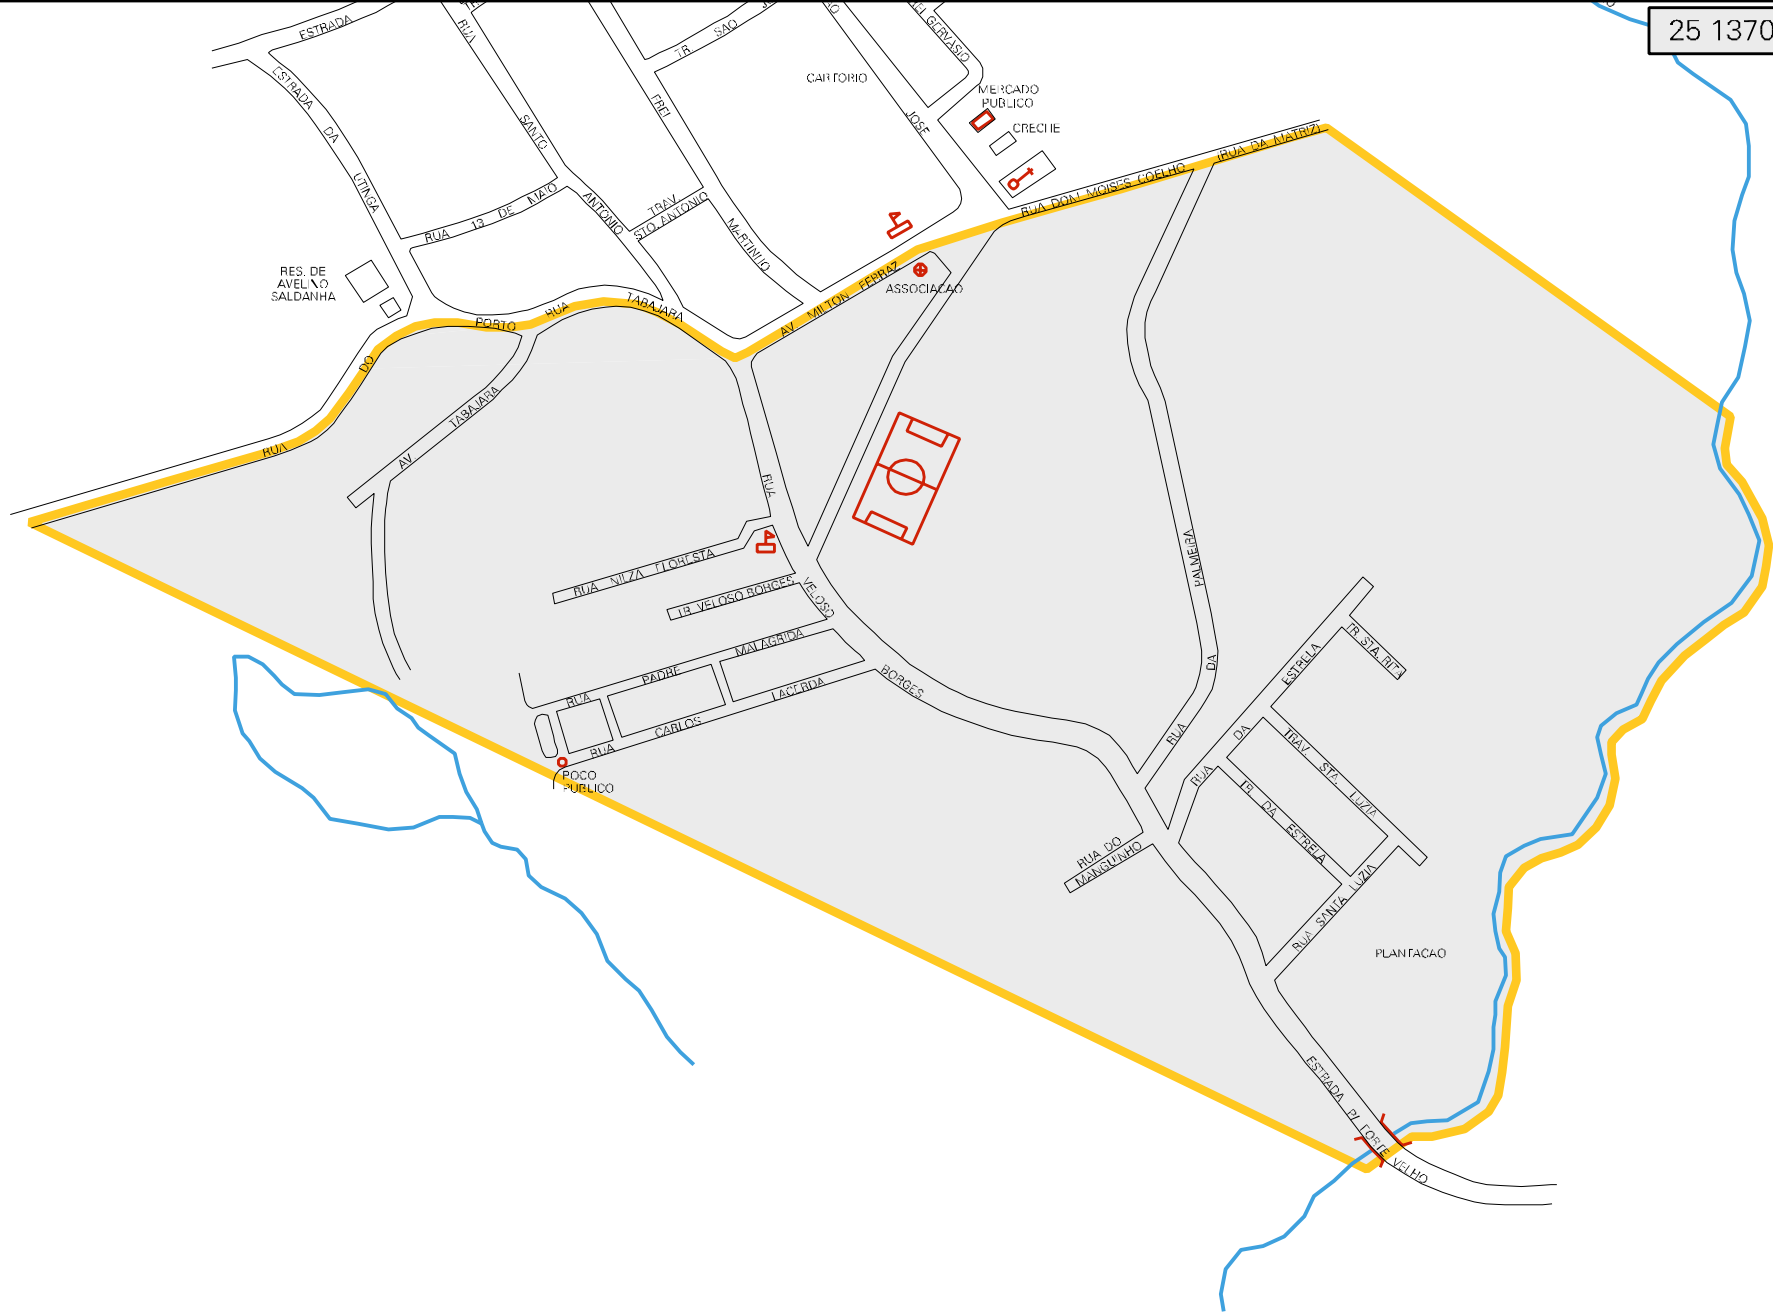 25 1370
ESTRADA
RUA
TR SAO
CARTORIO
MERCADO
PUBLICO
CRECHE
ESTRADA
DA
UTINGA
SANTO
FREI
JOSE
GERVASIO
RUA DOM MOISES COELHO
(RUA DA MATRIZ)
RUA 13 DE MAIO
ANTONIO
TRAV.
STO. ANTONIO
MARTINHO
RES. DE
AVELINO
SALDANHA
ASSOCIACAO
AV MILTON FERRAZ
RUA
DO
PORTO
RUA
TABAJARA
AV
TABAJARA
RUA
VELOSO
BORGES
RUA NILZA FLORESTA
TR VELOSO BORGES
RUA
PADRE
MALAGRIDA
RUA
CARLOS
LACERDA
POCO
PUBLICO
RUA
DA
PALMEIRA
RUA
DA
ESTRELA
TR STA. RITA
TRAV.
STA.
LUZIA
TR.
DA
ESTRELA
RUA SANTA LUZIA
RUA DO
MANGUINHO
PLANTACAO
ESTRADA P/ FORTE VELHO